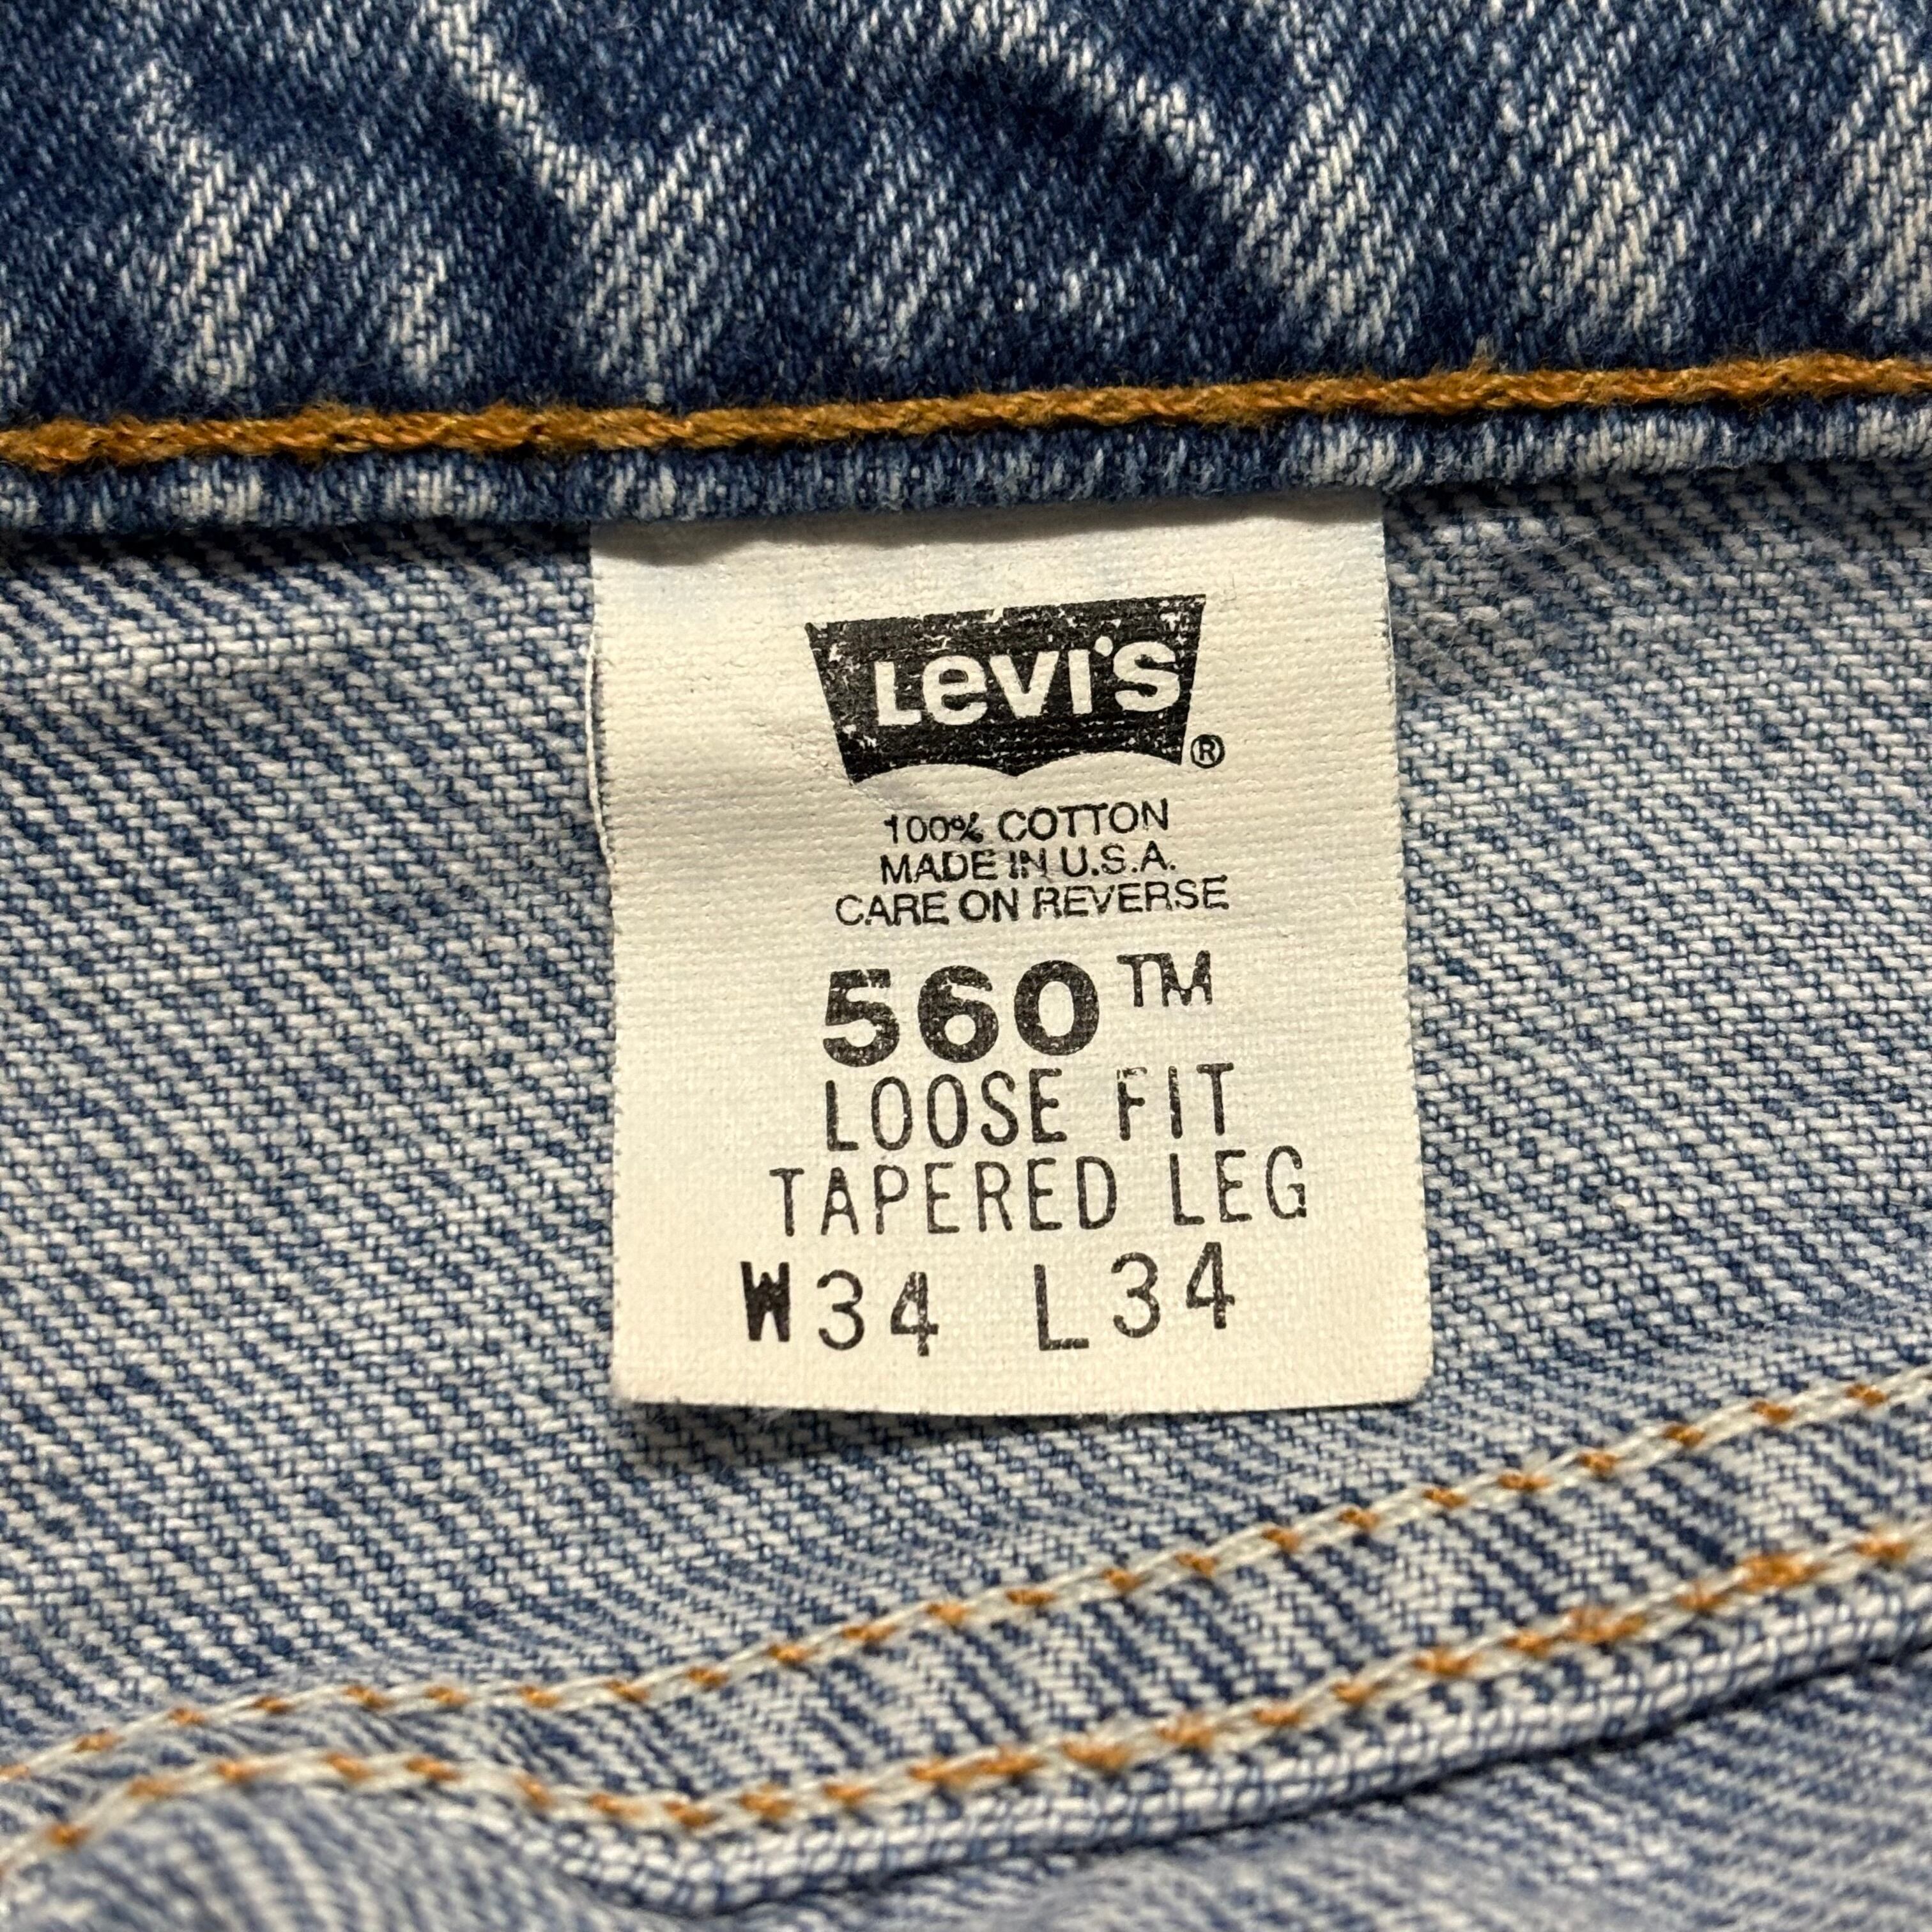 LEVI'S ®
100% COTTON
MADE IN U.S.A.
CARE ON REVERSE
560™
LOOSE FIT
TAPERED LEG
W34 L34